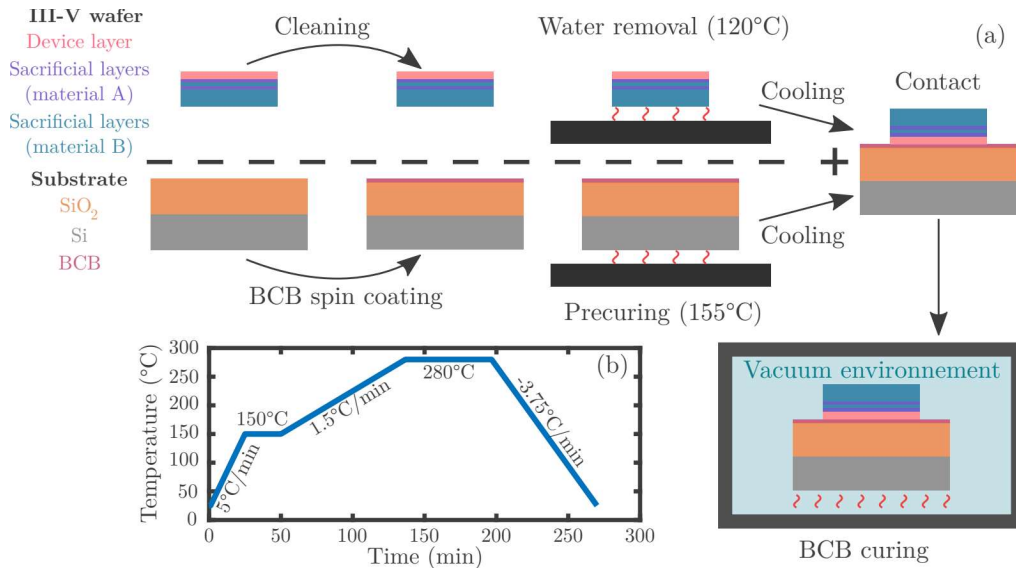 III-V wafer
Device layer
Sacrificial layers
(material A)
Sacrificial layers
(material B)
Cleaning
Water removal (120°C)
(a)
Cooling
Contact
+
Substrate
SiO2
Si
BCB
BCB spin coating
Precuring (155°C)
Cooling
Vacuum environnement
BCB curing
(b)
Temperature (°C)
300
250
200
150
100
50
0
5°C/min
150°C
1.5°C/min
280°C
-3.75°C/min
0
50
100
150
200
250
300
Time (min)